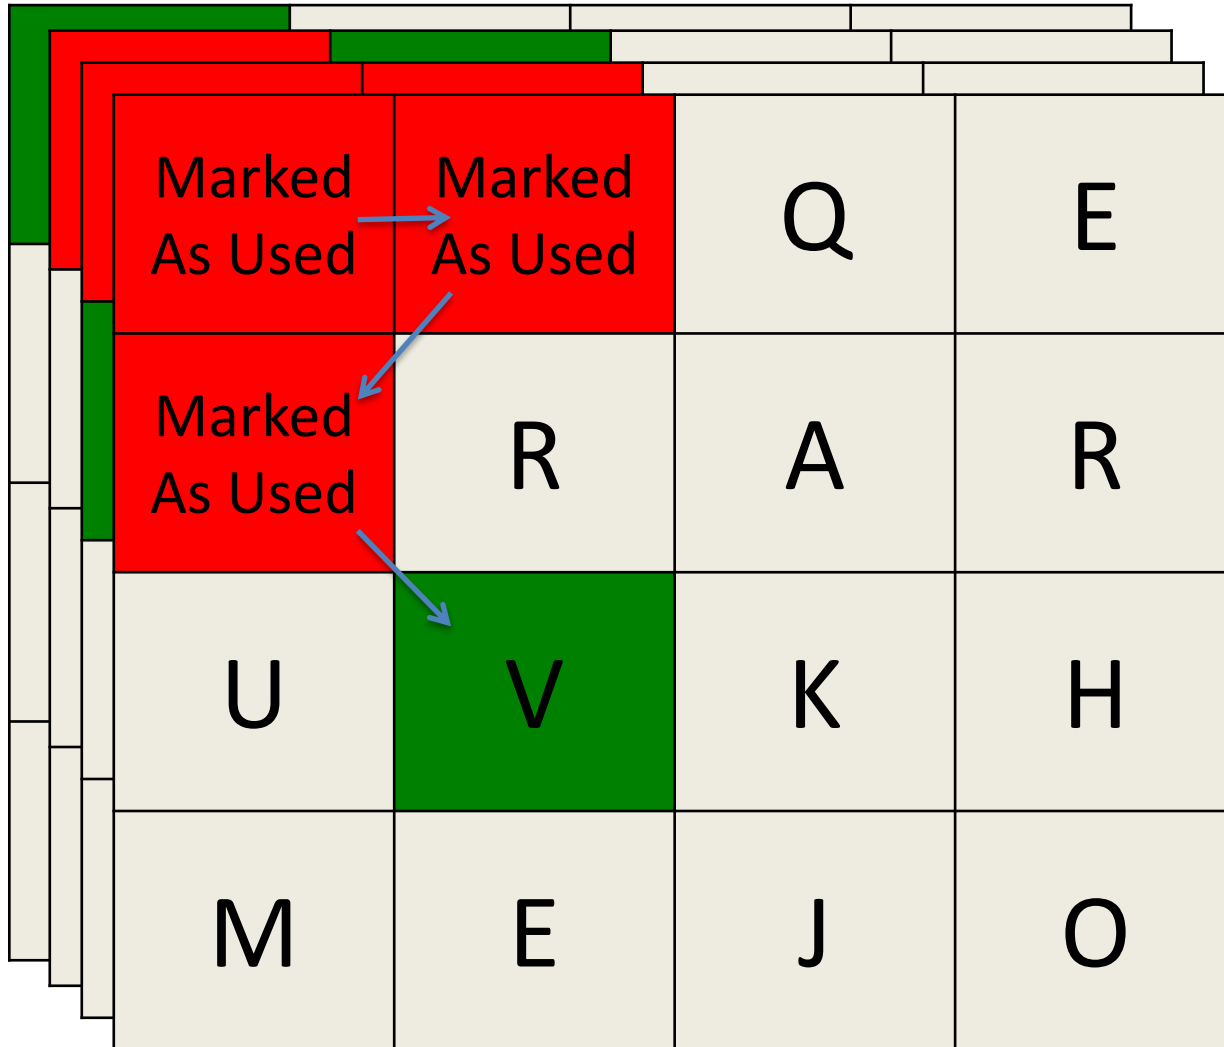 Marked Marked Q E
As Used As Used
Marked R A R
As Used
U V K H
M E J O